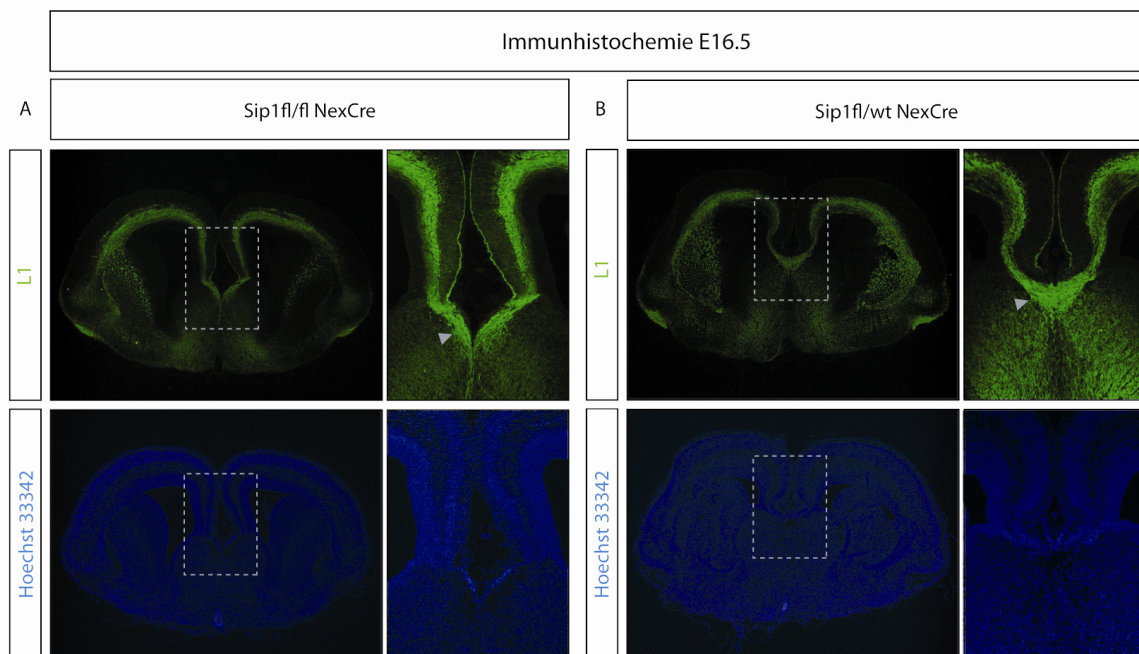 Immunhistochemie E16.5
A
Sip1fl/fl NexCre
B
Sip1fl/wt NexCre
L1
L1
Hoechst 33342
Hoechst 33342